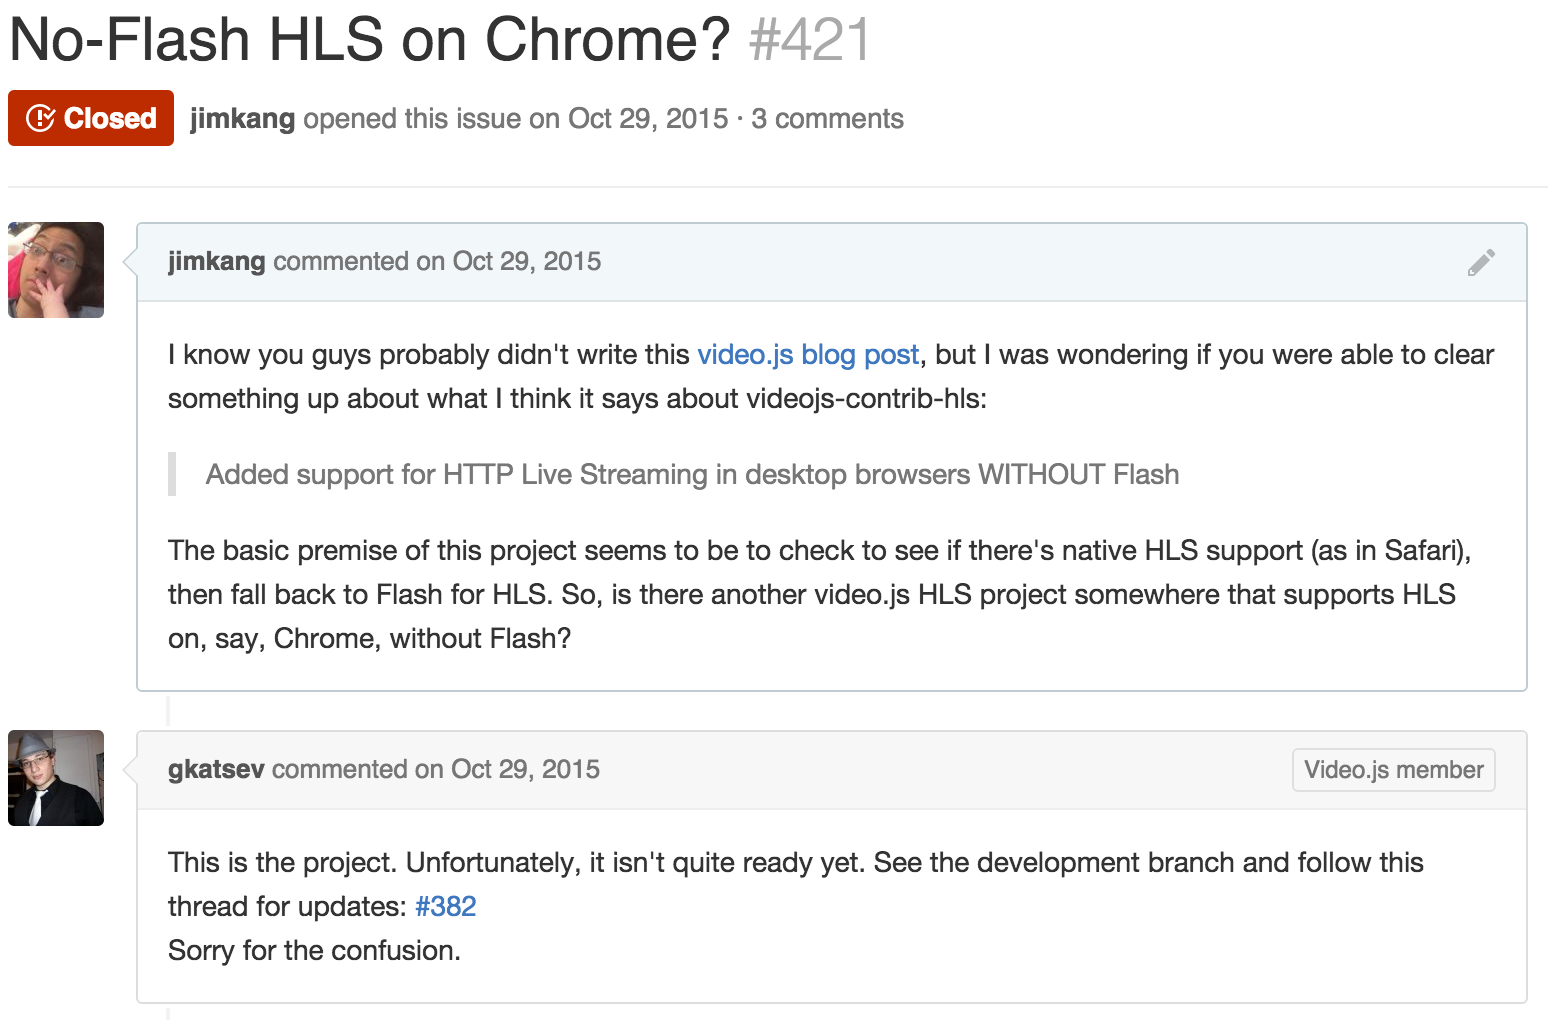 No-Flash HLS on Chrome? #421
Closed jimkang opened this issue on Oct 29, 2015 · 3 comments
jimkang commented on Oct 29, 2015
I know you guys probably didn't write this video.js blog post, but I was wondering if you were able to clear
something up about what I think it says about videojs-contrib-hls:
Added support for HTTP Live Streaming in desktop browsers WITHOUT Flash
The basic premise of this project seems to be to check to see if there's native HLS support (as in Safari),
then fall back to Flash for HLS. So, is there another video.js HLS project somewhere that supports HLS
on, say, Chrome, without Flash?
gkatsev commented on Oct 29, 2015 Video.js member
This is the project. Unfortunately, it isn't quite ready yet. See the development branch and follow this
thread for updates: #382
Sorry for the confusion.